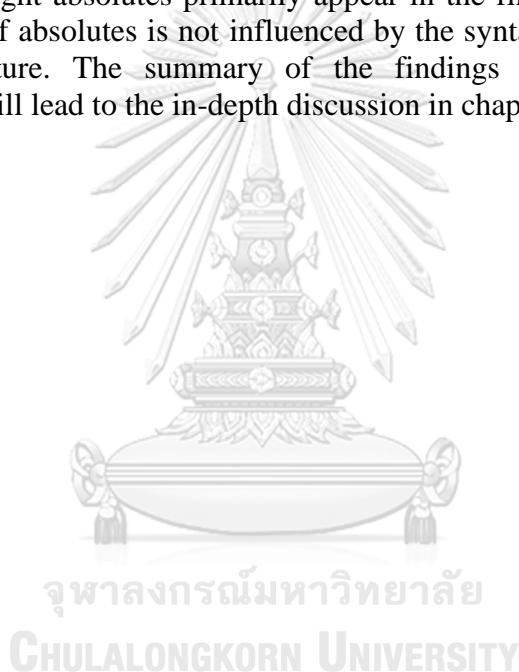 ght absolutes primarily appear in the fi
f absolutes is not influenced by the synta
ture. The summary of the findings
ill lead to the in-depth discussion in chap
จุฬาลงกรณ์มหาวิทยาลัย
CHULALONGKORN UNIVERSITY